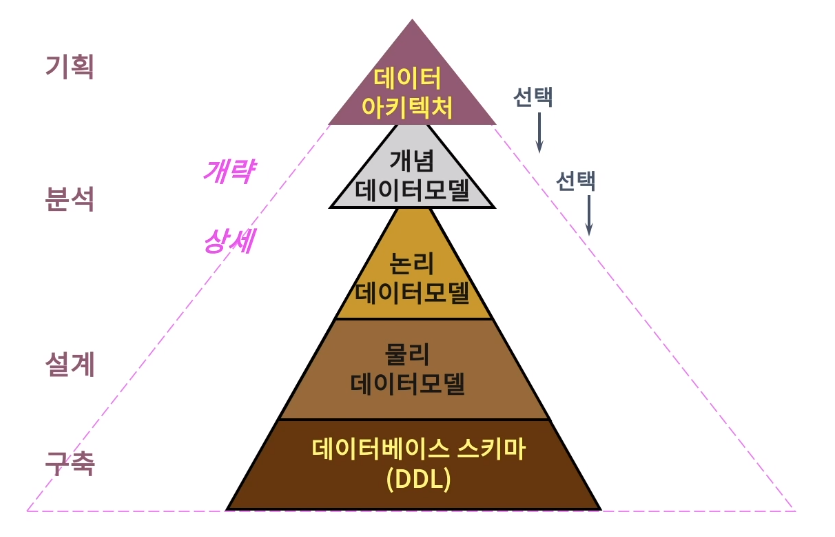 기획
데이터
아키텍처
선택
개략
개념
데이터모델
선택
분석
상세
논리
데이터모델
설계
물리
데이터모델
구축
데이터베이스 스키마
(DDL)